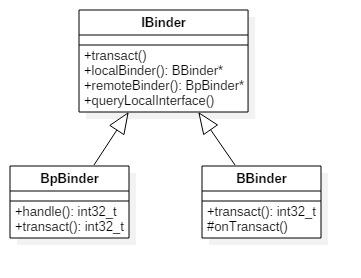 IBinder
+transact()
+localBinder(): BBinder*
+remoteBinder(): BpBinder*
+queryLocalInterface()
BpBinder
+handle(): int32_t
+transact(): int32_t
BBinder
+transact(): int32_t
#onTransact()